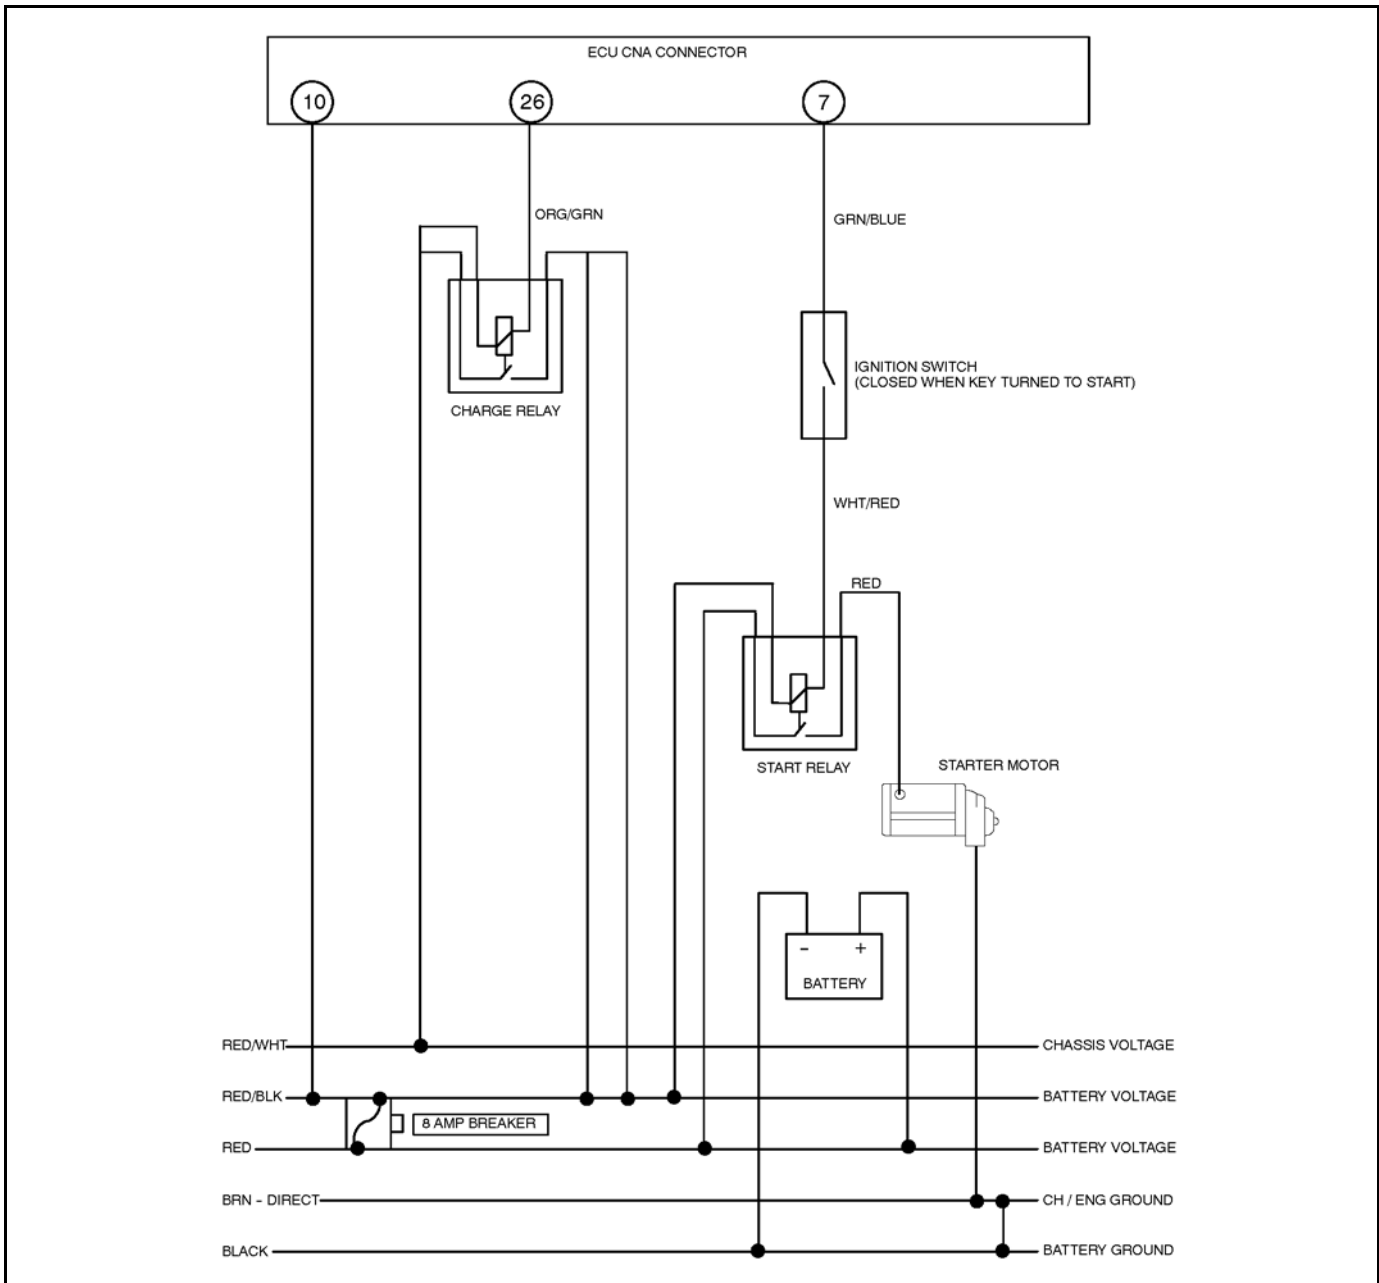 ECU CNA CONNECTOR
10
26
7
ORG/GRN
GRN/BLUE
IGNITION SWITCH
(CLOSED WHEN KEY TURNED TO START)
CHARGE RELAY
WHT/RED
RED
START RELAY
STARTER MOTOR
- +
BATTERY
RED/WHT
CHASSIS VOLTAGE
RED/BLK
BATTERY VOLTAGE
8 AMP BREAKER
RED
BATTERY VOLTAGE
BRN - DIRECT
CH / ENG GROUND
BLACK
BATTERY GROUND